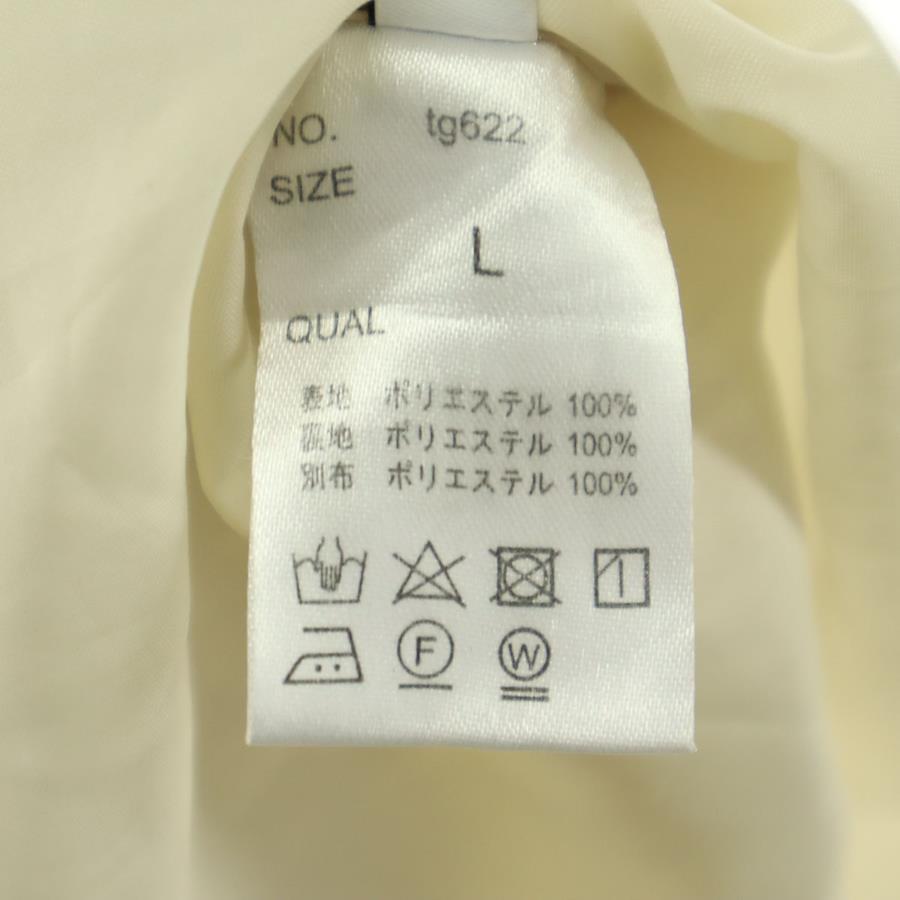 NO. tg622
SIZE
L
QUAL
表地 ポリエステル 100%
裏地 ポリエステル 100%
別布 ポリエステル 100%
F
W